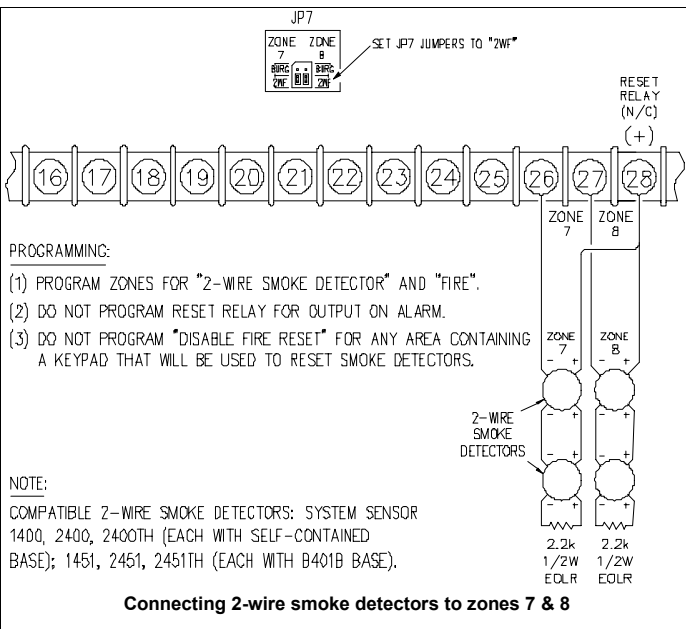 JP7
ZONE ZONE
7 8
BURG BURG
2WF 2WF
SET JP7 JUMPERS TO "2WF"
RESET
RELAY
(N/C)
(+)
16 17 18 19 20 21 22 23 24 25 26 27 28
ZONE ZONE
7 8
PROGRAMMING:
(1) PROGRAM ZONES FOR "2-WIRE SMOKE DETECTOR" AND "FIRE".
(2) DO NOT PROGRAM RESET RELAY FOR OUTPUT ON ALARM.
(3) DO NOT PROGRAM "DISABLE FIRE RESET" FOR ANY AREA CONTAINING
A KEYPAD THAT WILL BE USED TO RESET SMOKE DETECTORS.
ZONE ZONE
7 8
- + - +
- + - +
2-WIRE
SMOKE
DETECTORS
- + - +
- + - +
NOTE:
COMPATIBLE 2-WIRE SMOKE DETECTORS: SYSTEM SENSOR
1400, 2400, 2400TH (EACH WITH SELF-CONTAINED
BASE); 1451, 2451, 2451TH (EACH WITH B401B BASE).
2.2k 2.2k
1/2W 1/2W
EOLR EOLR
Connecting 2-wire smoke detectors to zones 7 & 8